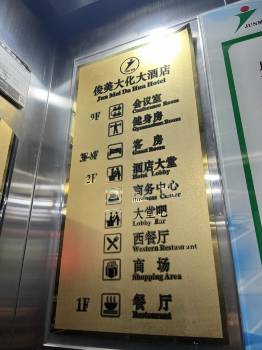 俊美大化大酒店
Jun Mei Da Hua Hotel
9F 会议室
Conference Room
健身房
Gymnasium Room
3F-8F 客 房
Guest Room
2F 酒店大堂
Hotel Lobby
商务中心
Business Center
大堂吧
Lobby Bar
西餐厅
Western Restaurant
商 场
Shopping Area
1F 餐 厅
Restaurant
JUNM